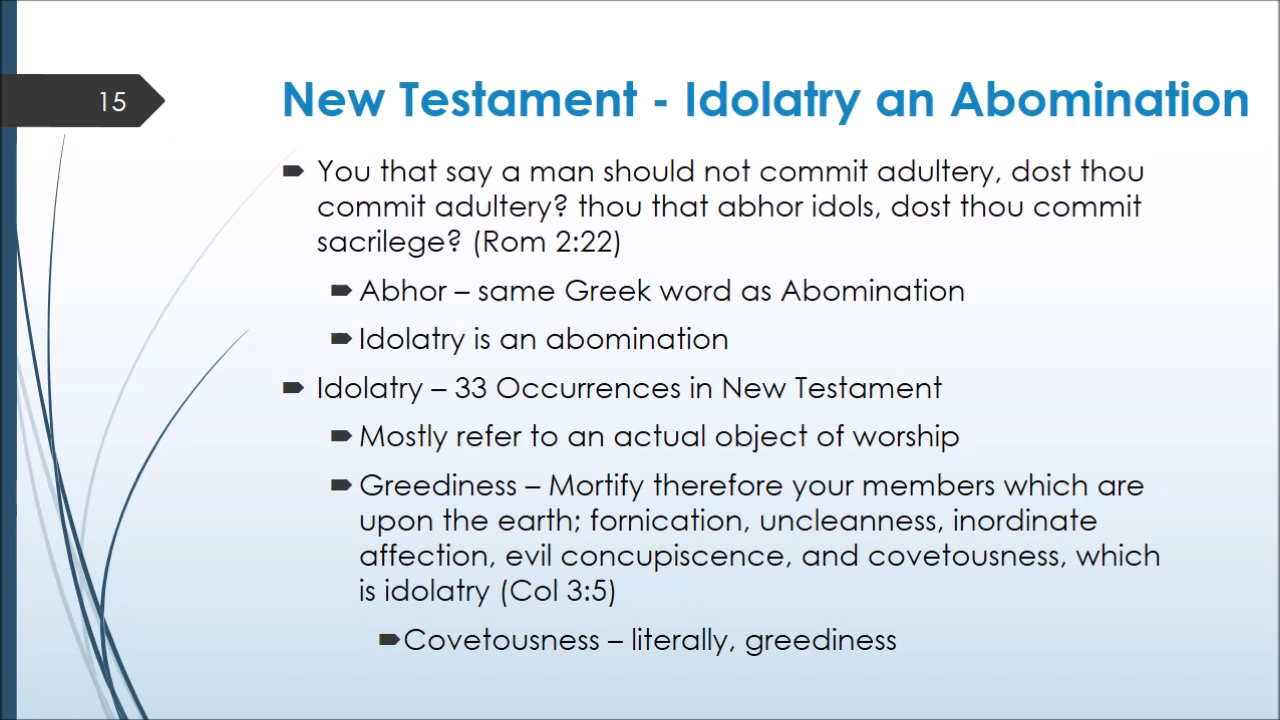 15
New Testament - Idolatry an Abomination
You that say a man should not commit adultery, dost thou
commit adultery? thou that abhor idols, dost thou commit
sacrilege? (Rom 2:22)
Abhor – same Greek word as Abomination
Idolatry is an abomination
Idolatry – 33 Occurrences in New Testament
Mostly refer to an actual object of worship
Greediness – Mortify therefore your members which are
upon the earth; fornication, uncleanness, inordinate
affection, evil concupiscence, and covetousness, which
is idolatry (Col 3:5)
Covetousness – literally, greediness